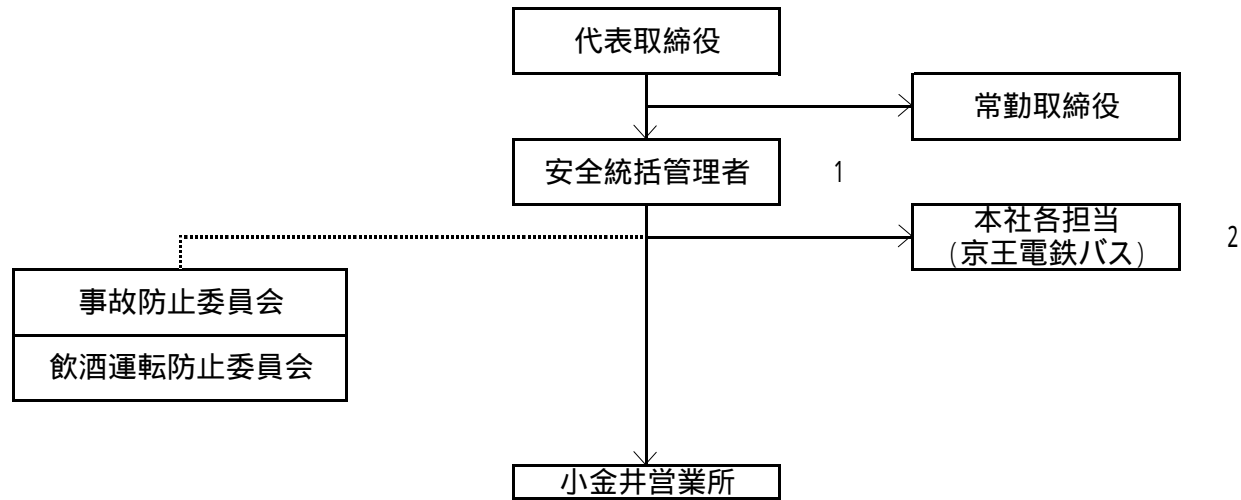 代表取締役
常勤取締役
安全統括管理者
1
本社各担当
(京王電鉄バス)
2
事故防止委員会
飲酒運転防止委員会
小金井営業所